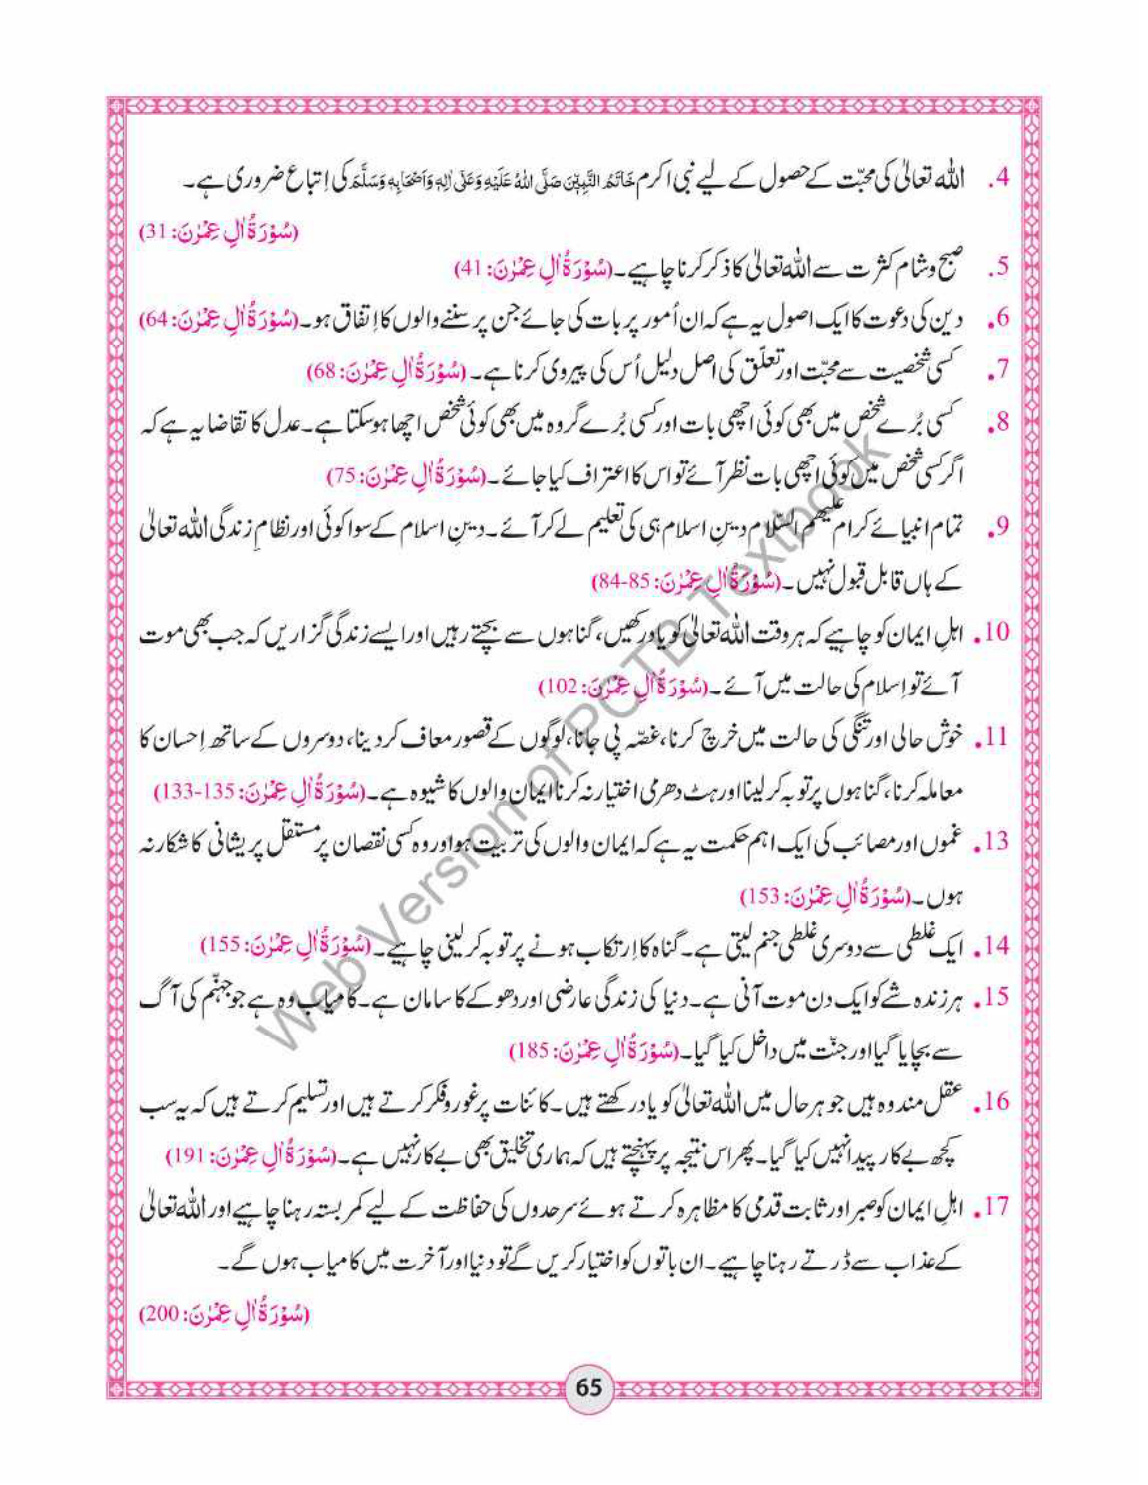 4. اللہ تعالیٰ کی محبّت کے حصول کے لیے نبی اکرم خَاتَمُ النَّبِیّٖنَ صَلَّی اللہُ عَلَیْہِ وَعَلٰی اٰلِہٖ وَاَصْحَابِہٖ وَسَلَّمَ کی اِتباع ضروری ہے۔
(سُوْرَۃُ اٰلِ عِمْرٰنَ: 31)
5. صبح و شام کثرت سے اللہ تعالیٰ کا ذکر کرنا چاہیے۔ (سُوْرَۃُ اٰلِ عِمْرٰنَ: 41)
6. دین کی دعوت کا ایک اصول یہ ہے کہ ان اُمور پر بات کی جائے جن پر سننے والوں کا اِتفاق ہو۔ (سُوْرَۃُ اٰلِ عِمْرٰنَ: 64)
7. کسی شخصیت سے محبّت اور تعلّق کی اصل دلیل اُس کی پیروی کرنا ہے۔ (سُوْرَۃُ اٰلِ عِمْرٰنَ: 68)
8. کسی بُرے شخص میں بھی کوئی اچھی بات اور کسی بُرے گروہ میں بھی کوئی شخص اچھا ہو سکتا ہے۔ عدل کا تقاضا یہ ہے کہ
اگر کسی شخص میں کوئی اچھی بات نظر آئے تو اس کا اعتراف کیا جائے۔ (سُوْرَۃُ اٰلِ عِمْرٰنَ: 75)
9. تمام انبیائے کرام علیہم السّلام دینِ اسلام ہی کی تعلیم لے کر آئے۔ دینِ اسلام کے سوا کوئی اور نظامِ زندگی اللہ تعالیٰ
کے ہاں قابل قبول نہیں۔ (سُوْرَۃُ اٰلِ عِمْرٰنَ: 84-85)
10. اہلِ ایمان کو چاہیے کہ ہر وقت اللہ تعالیٰ کو یاد رکھیں، گناہوں سے بچتے رہیں اور ایسے زندگی گزاریں کہ جب بھی موت
آئے تو اِسلام کی حالت میں آئے۔ (سُوْرَۃُ اٰلِ عِمْرٰنَ: 102)
11. خوش حالی اور تنگی کی حالت میں خرچ کرنا، غصّہ پی جانا، لوگوں کے قصور معاف کر دینا، دوسروں کے ساتھ اِحسان کا
معاملہ کرنا، گناہوں پر توبہ کر لینا اور ہٹ دھرمی اختیار نہ کرنا ایمان والوں کا شیوہ ہے۔ (سُوْرَۃُ اٰلِ عِمْرٰنَ: 133-135)
13. غموں اور مصائب کی ایک اہم حکمت یہ ہے کہ ایمان والوں کی تربیت ہو اور وہ کسی نقصان پر مستقل پریشانی کا شکار نہ
ہوں۔ (سُوْرَۃُ اٰلِ عِمْرٰنَ: 153)
14. ایک غلطی سے دوسری غلطی جنم لیتی ہے۔ گناہ کا اِرتکاب ہونے پر توبہ کر لینی چاہیے۔ (سُوْرَۃُ اٰلِ عِمْرٰنَ: 155)
15. ہر زندہ شے کو ایک دن موت آنی ہے۔ دنیا کی زندگی عارضی اور دھوکے کا سامان ہے۔ کامیاب وہ ہے جو جہنّم کی آگ
سے بچایا گیا اور جنّت میں داخل کیا گیا۔ (سُوْرَۃُ اٰلِ عِمْرٰنَ: 185)
16. عقل مند وہ ہیں جو ہر حال میں اللہ تعالیٰ کو یاد رکھتے ہیں۔ کائنات پر غور و فکر کرتے ہیں اور تسلیم کرتے ہیں کہ یہ سب
کچھ بے کار پیدا نہیں کیا گیا۔ پھر اس نتیجہ پر پہنچتے ہیں کہ ہماری تخلیق بھی بے کار نہیں ہے۔ (سُوْرَۃُ اٰلِ عِمْرٰنَ: 191)
17. اہلِ ایمان کو صبر اور ثابت قدمی کا مظاہرہ کرتے ہوئے سرحدوں کی حفاظت کے لیے کمر بستہ رہنا چاہیے اور اللہ تعالیٰ
کے عذاب سے ڈرتے رہنا چاہیے۔ ان باتوں کو اختیار کریں گے تو دنیا اور آخرت میں کامیاب ہوں گے۔
(سُوْرَۃُ اٰلِ عِمْرٰنَ: 200)
65
Web Version of PCTB Textbook